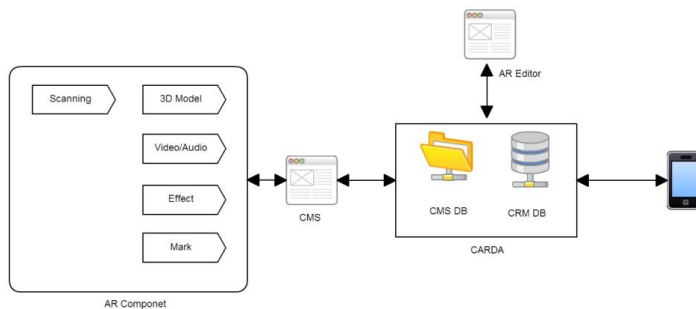 AR Editor
Scanning
3D Model
Video/Audio
Effect
Mark
CMS
CMS DB
CRM DB
CARDA
AR Componet